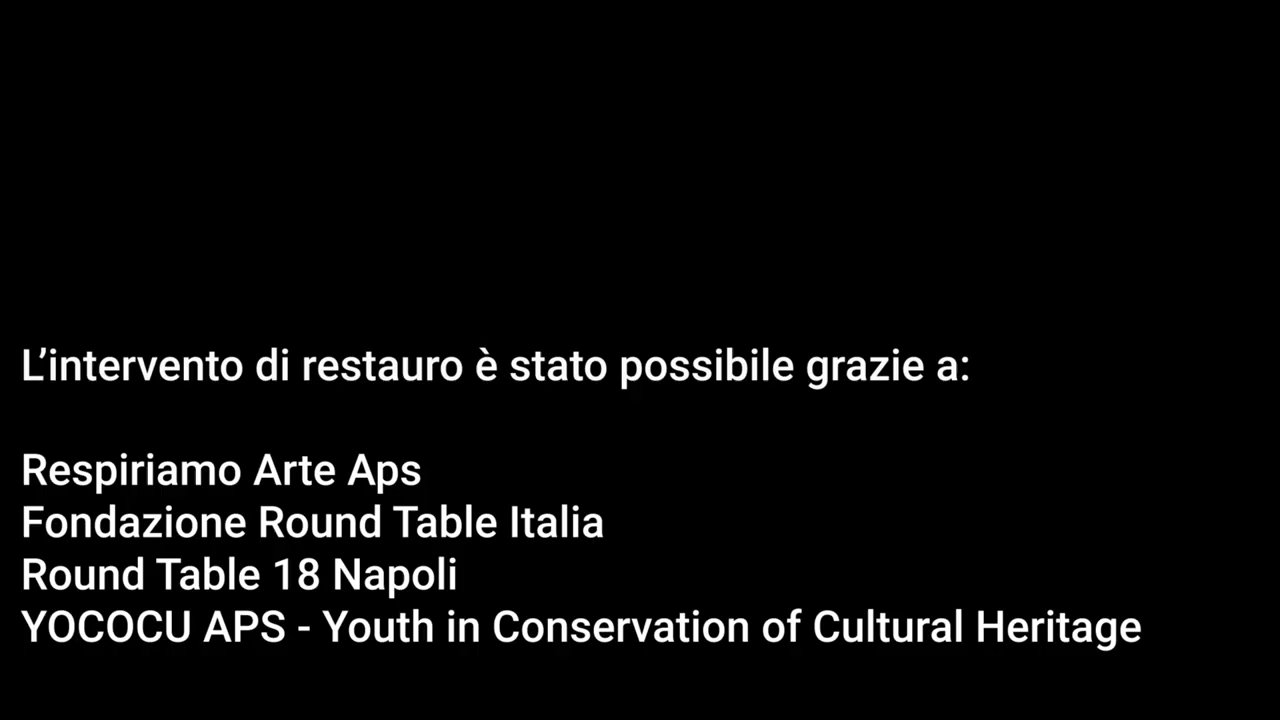 L’intervento di restauro è stato possibile grazie a:
Respiriamo Arte Aps
Fondazione Round Table Italia
Round Table 18 Napoli
YOCOCU APS - Youth in Conservation of Cultural Heritage